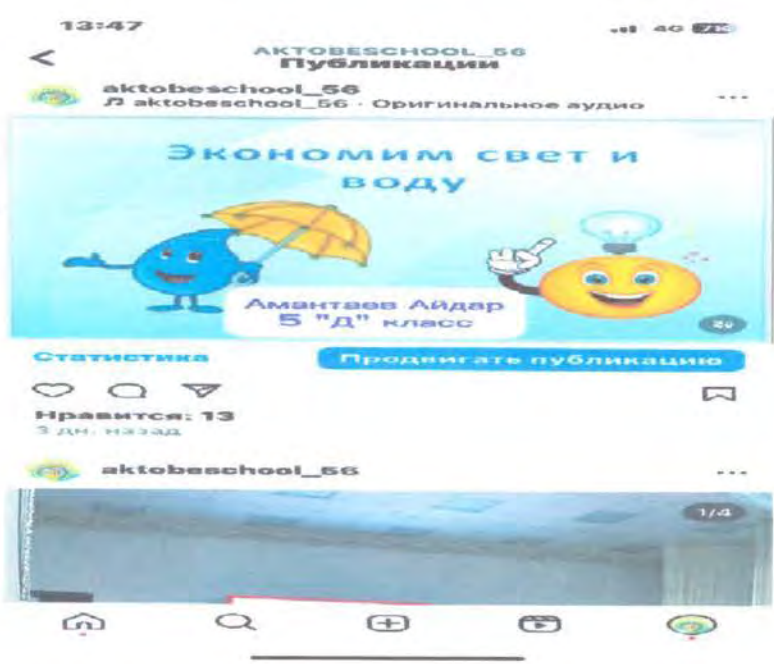 13:47
4G
AKTOBESCHOOL_56
Публикации
aktobeschool_56
aktobeschool_56 · Оригинальное аудио
Экономим свет и
воду
Амантаев Айдар
5 "Д" класс
Статистика
Продвигать публикацию
Нравится: 13
3 дн. назад
aktobeschool_56
1/4